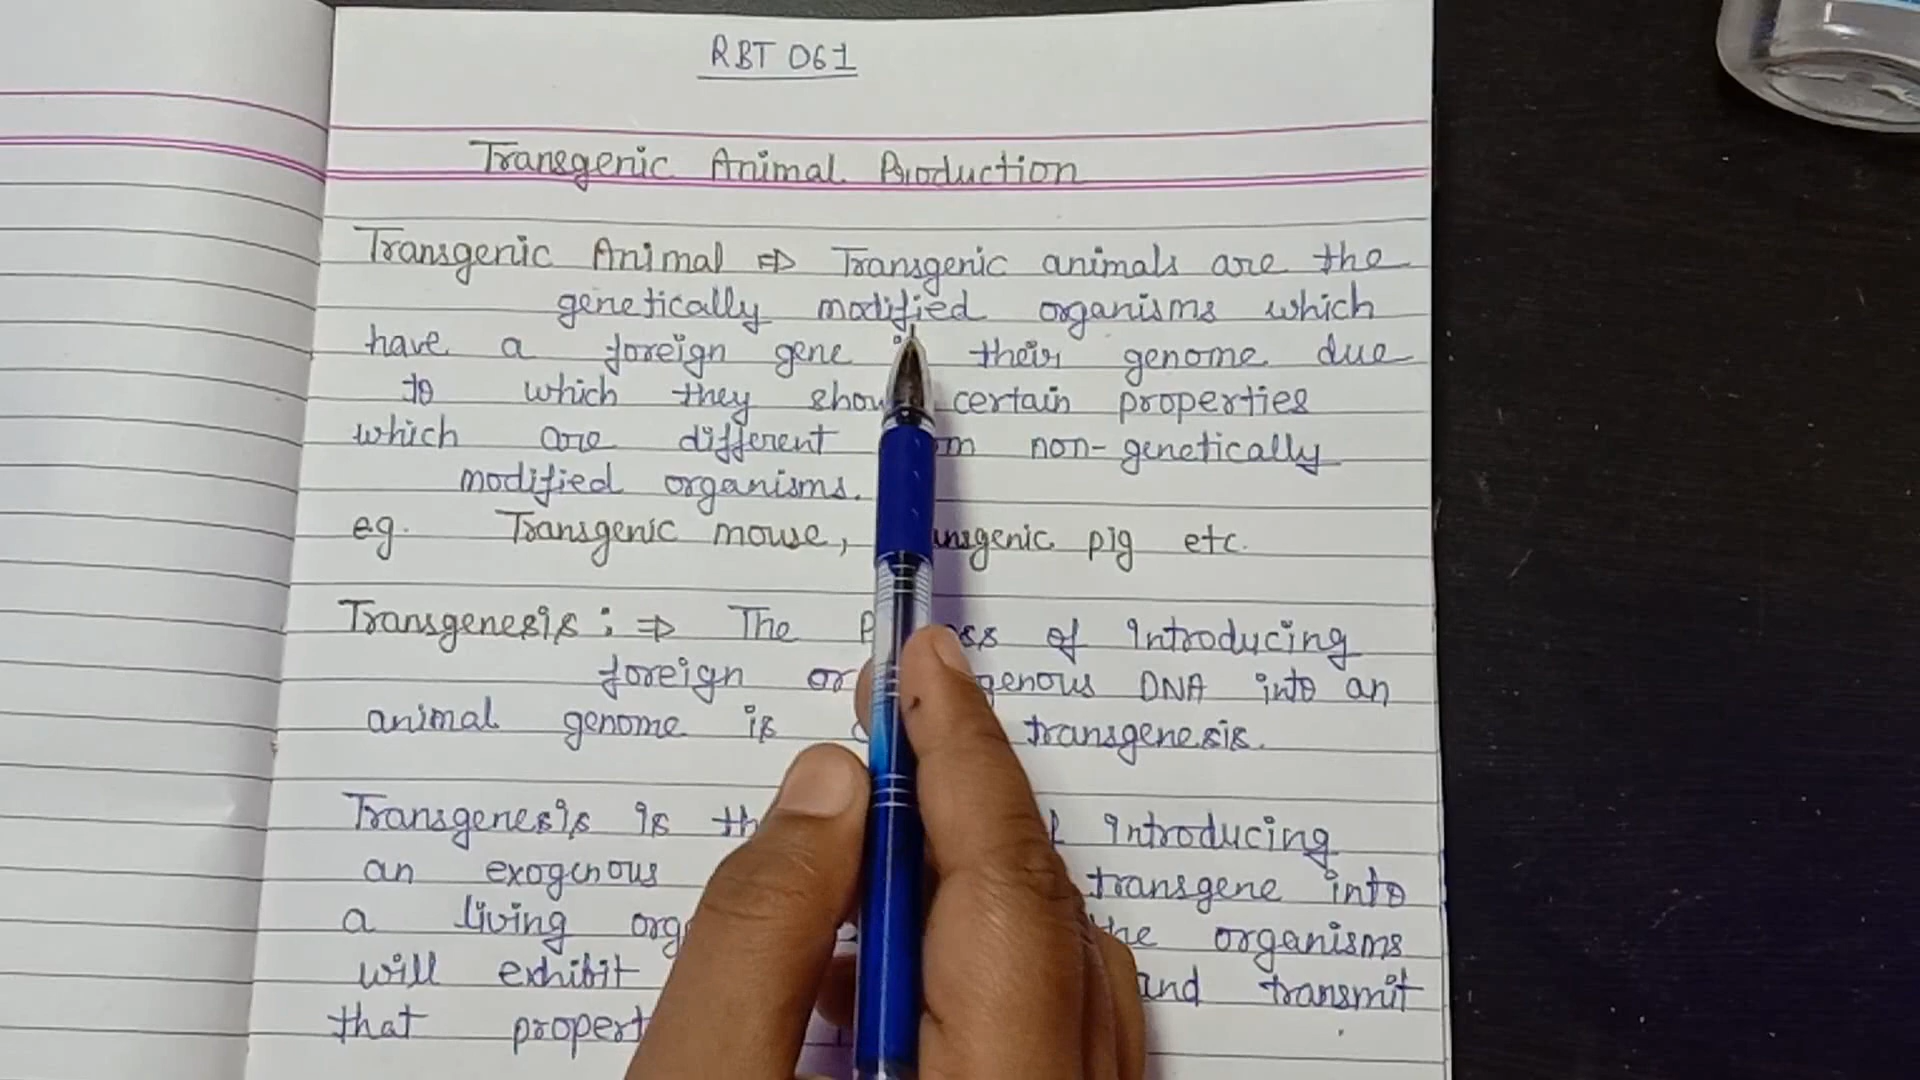 RBT 061
Transgenic Animal Production
Transgenic Animal ⇒ Transgenic animals are the
genetically modified organisms which
have a foreign gene their genome due
to which they show certain properties
which are different non-genetically
modified organisms.
eg. Transgenic mouse, pig etc.
Transgenesis : ⇒ The of introducing
foreign or DNA into an
animal genome is transgenesis.
Transgenesis is introducing
an exogenous transgene into
a living the organisms
will exhibit and transmit
that